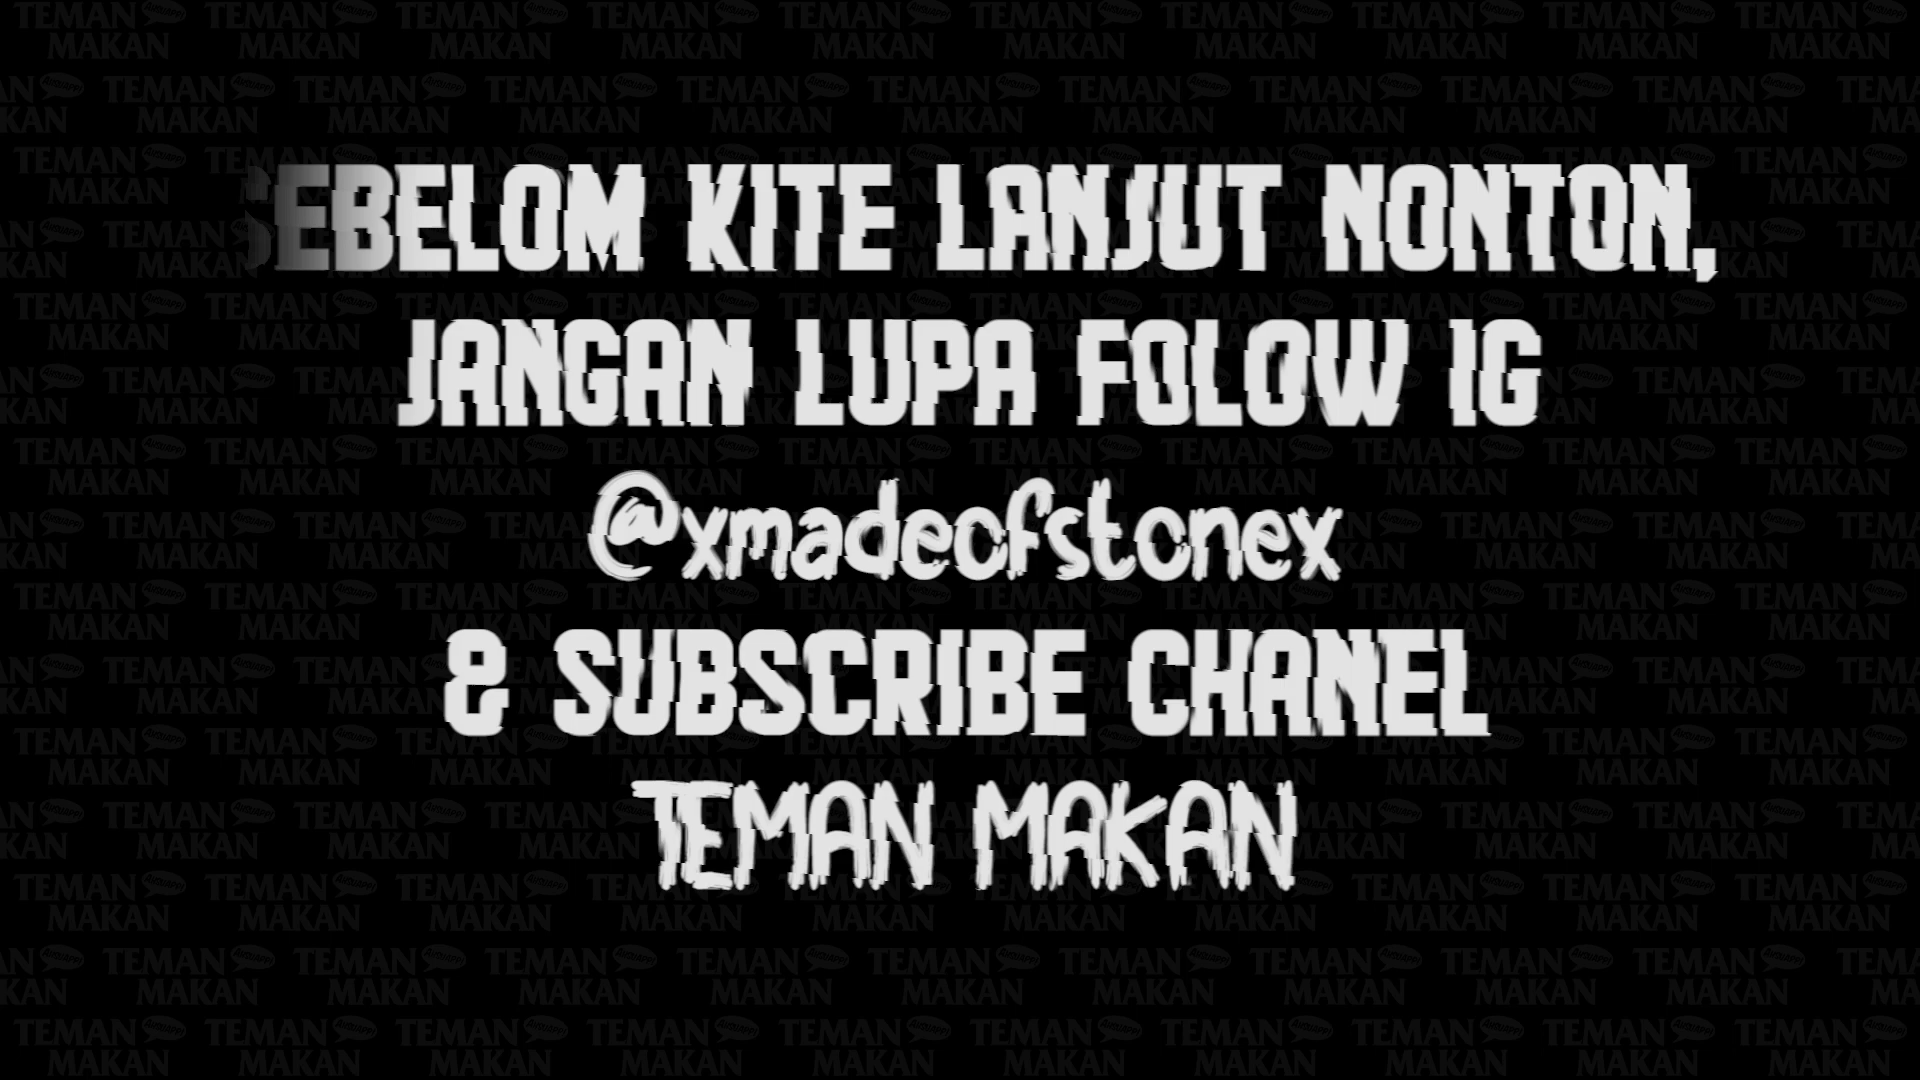 SEBELOM KITE LANJUT NONTON,
JANGAN LUPA FOLOW IG
@xmadeofstonex
& SUBSCRIBE CHANEL
TEMAN MAKAN